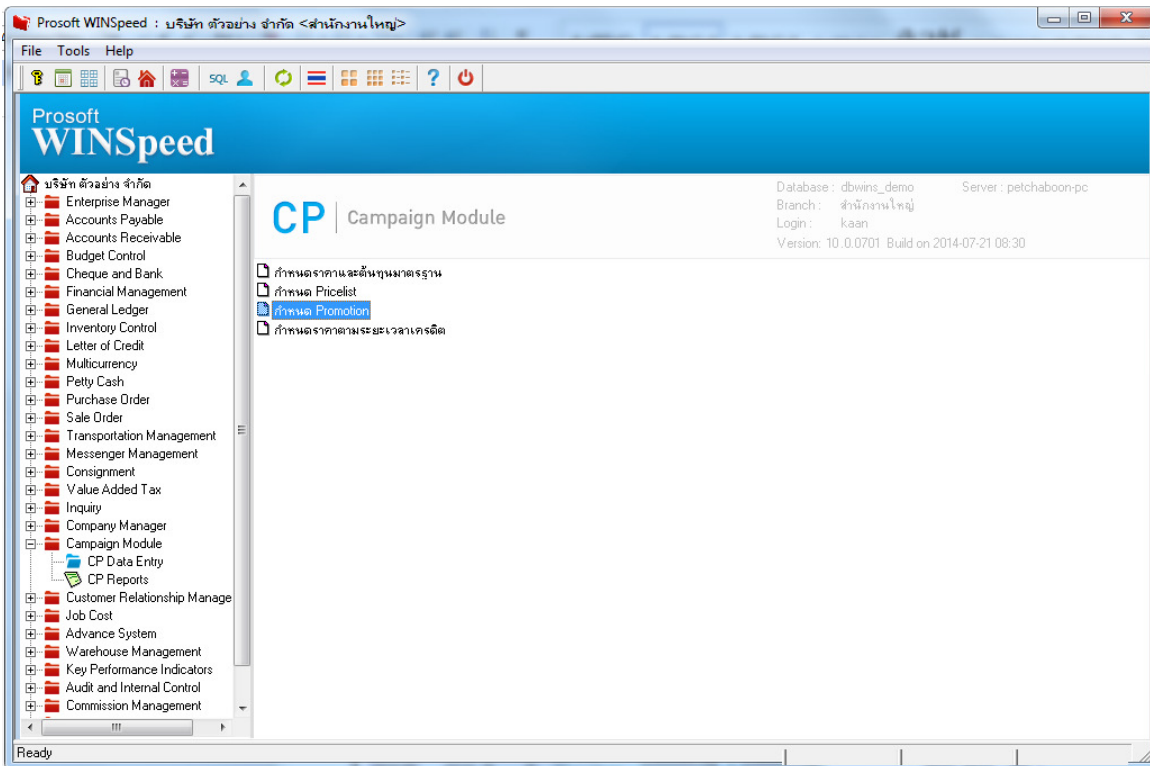 Prosoft WINSpeed : บริษัท ตัวอย่าง จำกัด <สำนักงานใหญ่>
File Tools Help
SQL
Prosoft
WINSpeed
บริษัท ตัวอย่าง จำกัด
Enterprise Manager
Accounts Payable
Accounts Receivable
Budget Control
Cheque and Bank
Financial Management
General Ledger
Inventory Control
Letter of Credit
Multicurrency
Petty Cash
Purchase Order
Sale Order
Transportation Management
Messenger Management
Consignment
Value Added Tax
Inquiry
Company Manager
Campaign Module
CP Data Entry
CP Reports
Customer Relationship Manage
Job Cost
Advance System
Warehouse Management
Key Performance Indicators
Audit and Internal Control
Commission Management
CP Campaign Module
Database : dbwins_demo Server : petchaboon-pc
Branch : สำนักงานใหญ่
Login : kaan
Version: 10.0.0701 Build on 2014-07-21 08:30
กำหนดราคาและต้นทุนมาตรฐาน
กำหนด Pricelist
กำหนด Promotion
กำหนดราคาตามระยะเวลาเครดิต
Ready